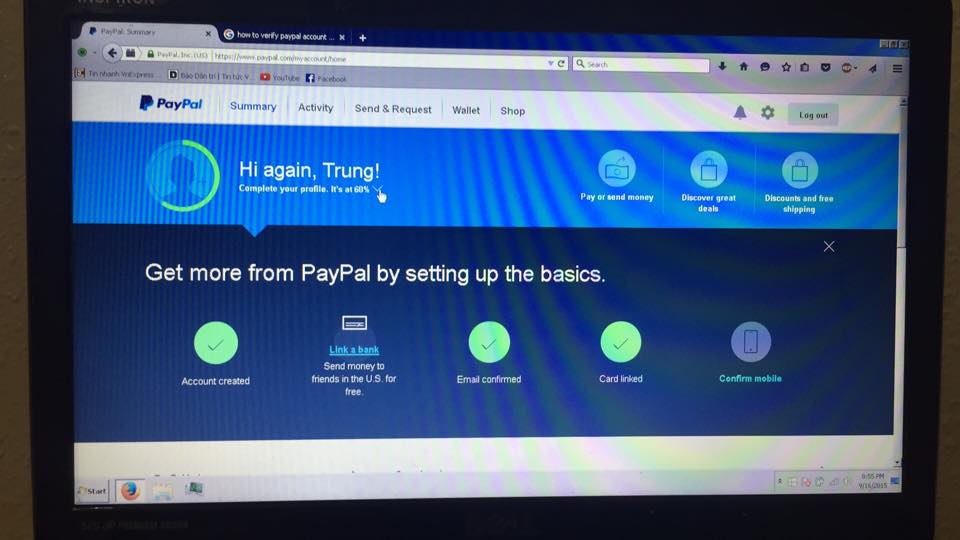 INSPIRON
PayPal: Summary
how to verify paypal account ...
PayPal, Inc. (US)
https://www.paypal.com/myaccount/home
Search
Tin nhanh VnExpress ...
Báo Dân trí | Tin tức V...
YouTube
Facebook
PayPal
Summary
Activity
Send & Request
Wallet
Shop
Log out
Hi again, Trung!
Complete your profile. It's at 60%
Pay or send money
Discover great
deals
Discounts and free
shipping
Get more from PayPal by setting up the basics.
Account created
Link a bank
Send money to
friends in the U.S. for
free.
Email confirmed
Card linked
Confirm mobile
Start
6:55 PM